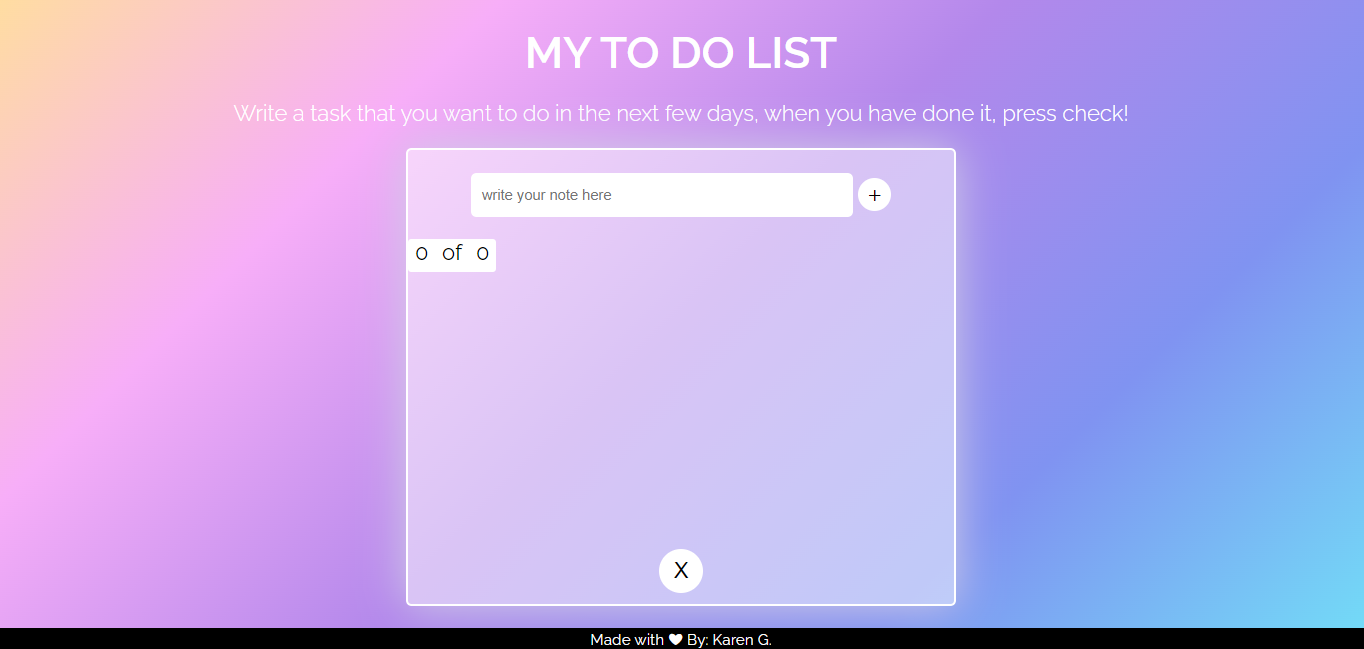 MY TO DO LIST
Write a task that you want to do in the next few days, when you have done it, press check!
write your note here +
0 of 0
X
Made with ❤ By: Karen G.